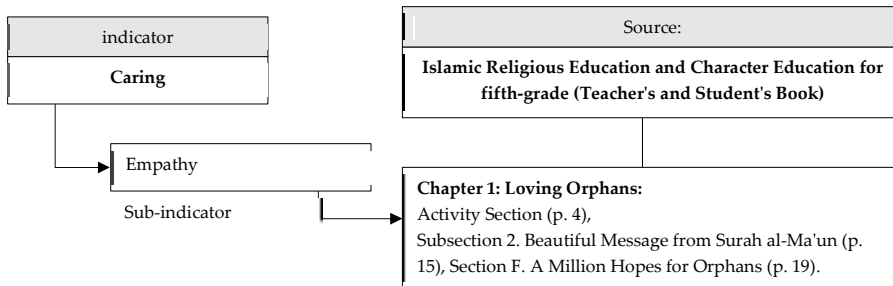 indicator
Caring
Source:
Islamic Religious Education and Character Education for
fifth-grade (Teacher's and Student's Book)
Empathy
Sub-indicator
Chapter 1: Loving Orphans:
Activity Section (p. 4),
Subsection 2. Beautiful Message from Surah al-Ma'un (p.
15), Section F. A Million Hopes for Orphans (p. 19).